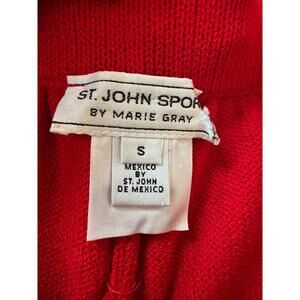 ST. JOHN SPOR
BY MARIE GRAY
S
MEXICO
BY
ST. JOHN
DE MEXICO